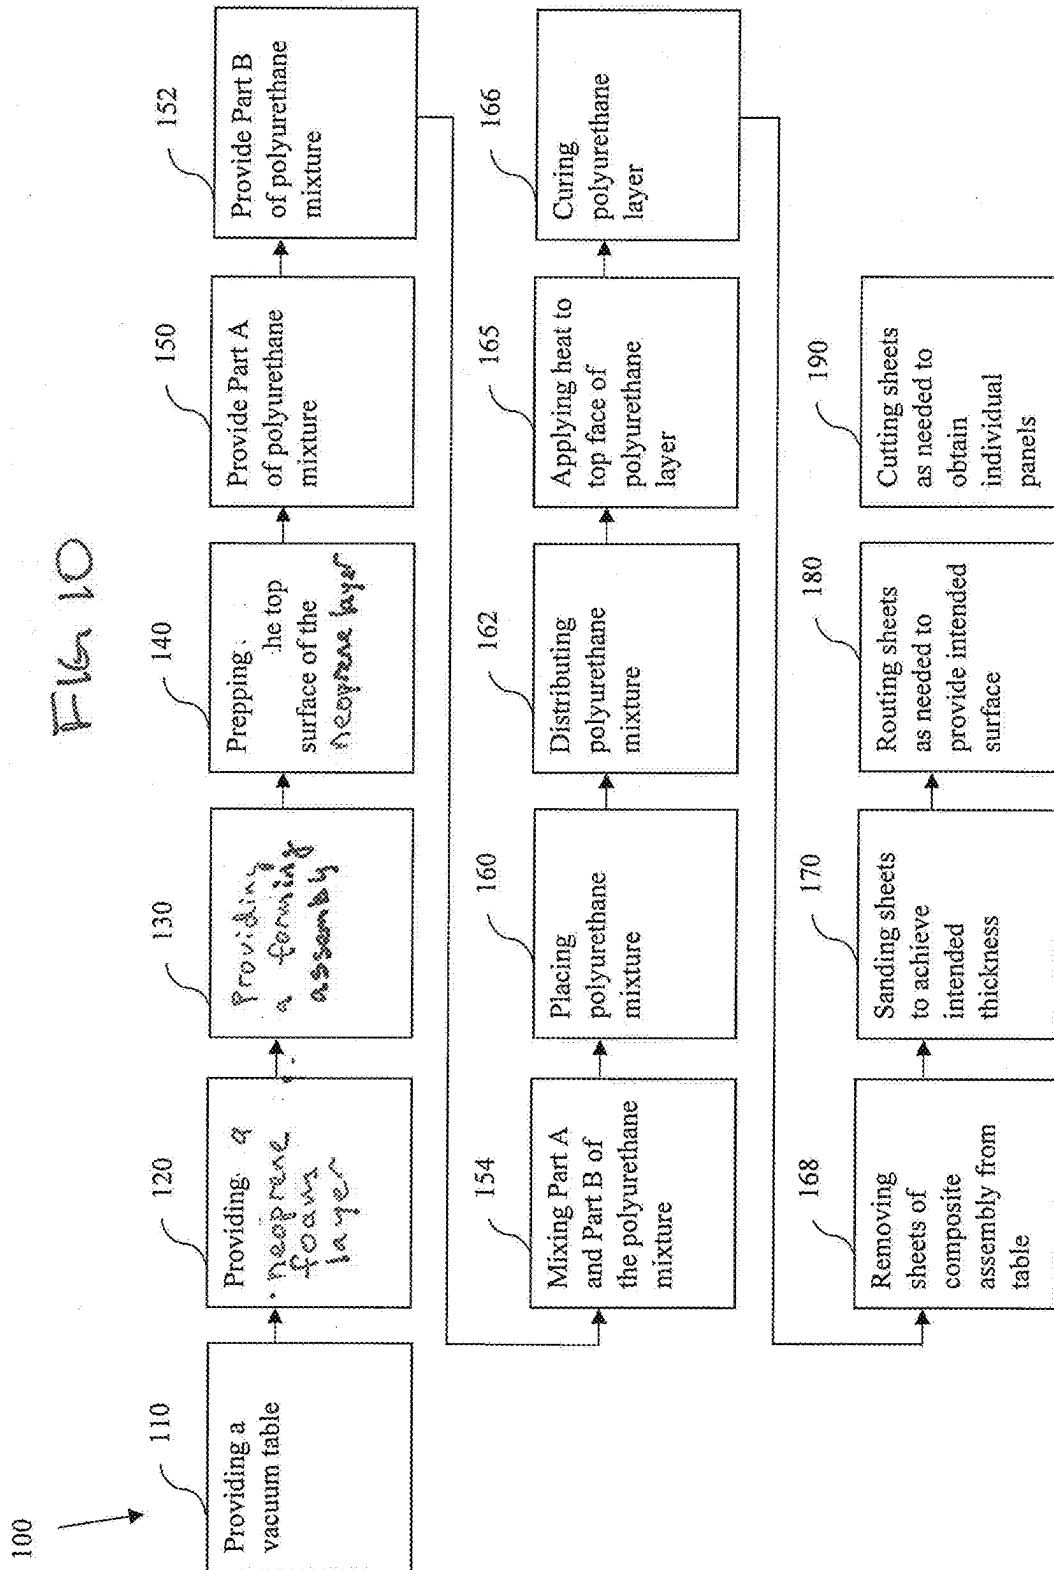 FIG 10
100
110
Providing a
vacuum table
120
Providing a
neoprene
foam
layer
130
Providing
a forming
assembly
140
Prepping
he top
surface of the
neoprene layer
150
Provide Part A
of polyurethane
mixture
152
Provide Part B
of polyurethane
mixture
154
Mixing Part A
and Part B of
the polyurethane
mixture
160
Placing
polyurethane
mixture
162
Distributing
polyurethane
mixture
165
Applying heat to
top face of
polyurethane
layer
166
Curing
polyurethane
layer
168
Removing
sheets of
composite
assembly from
table
170
Sanding sheets
to achieve
intended
thickness
180
Routing sheets
as needed to
provide intended
surface
190
Cutting sheets
as needed to
obtain
individual
panels